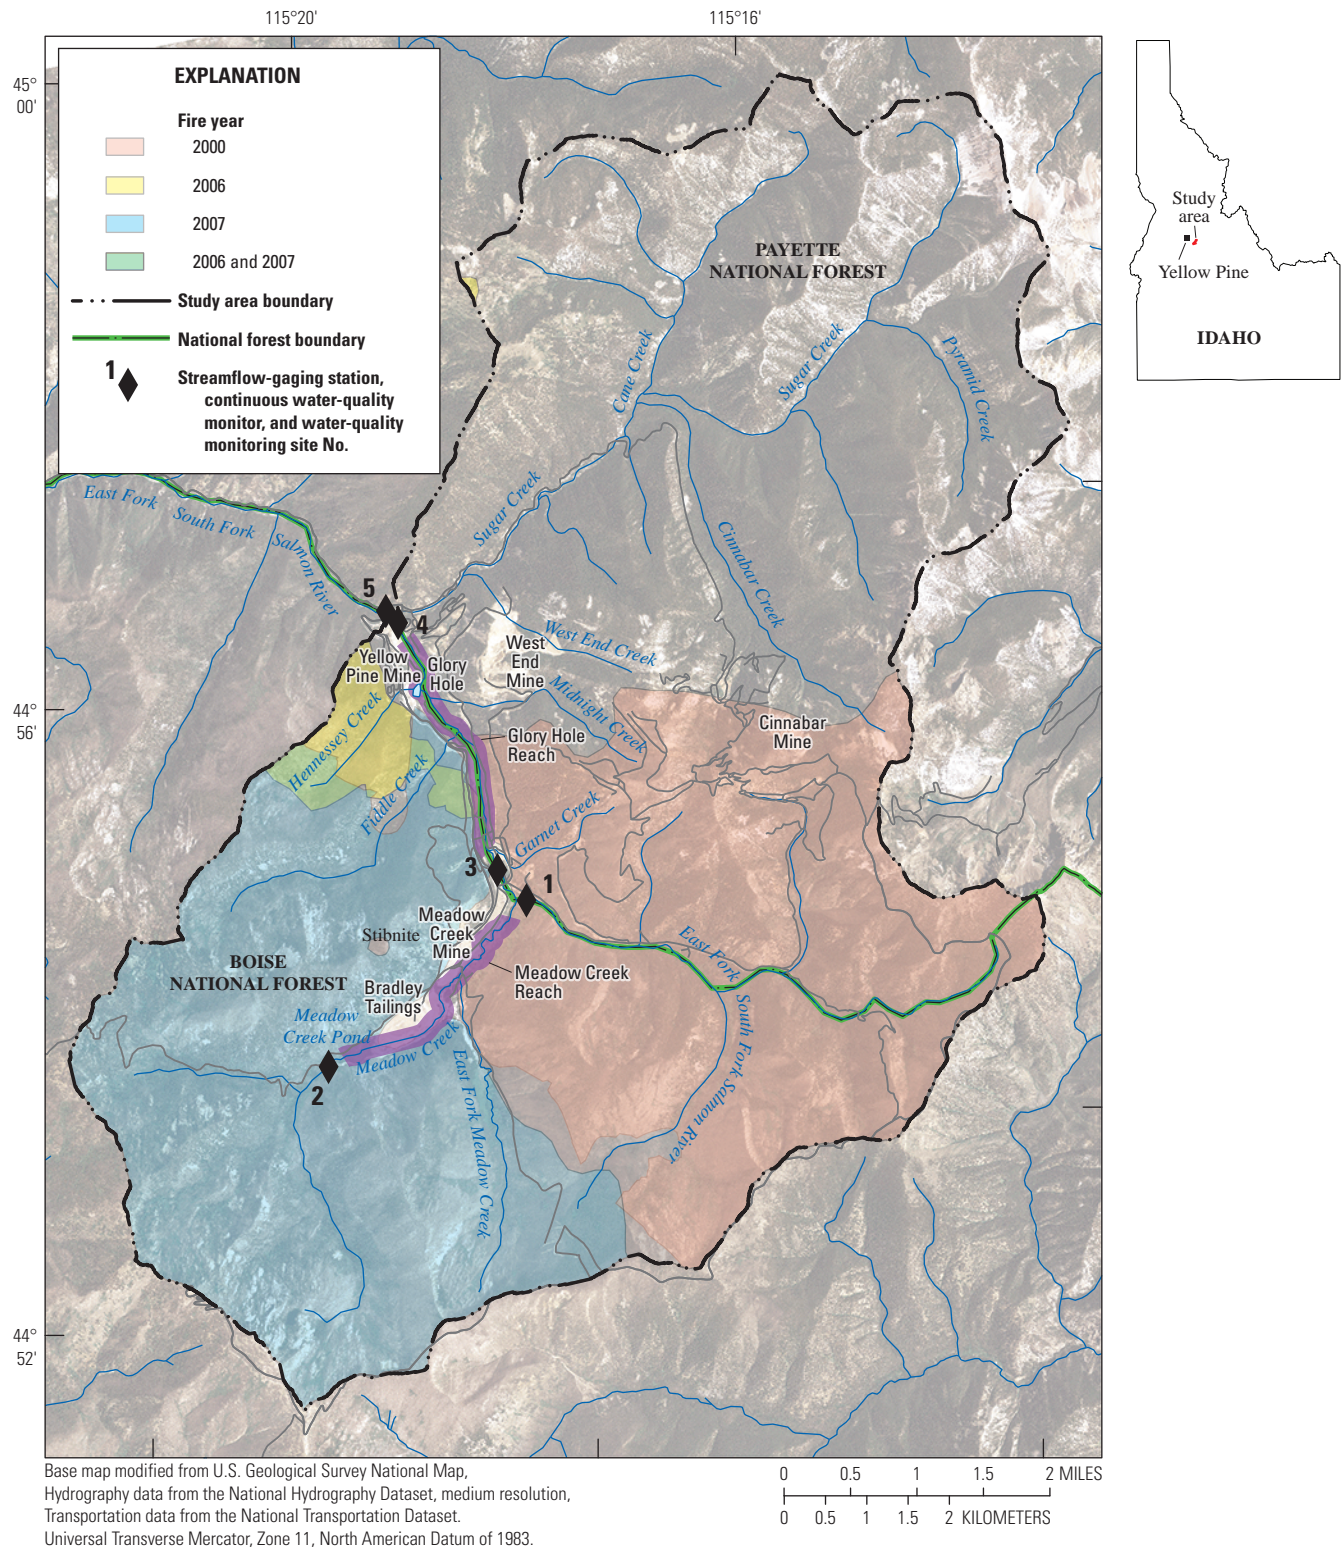 115°20'
115°16'
45°
00'
EXPLANATION
Fire year
2000
2006
2007
2006 and 2007
Study area boundary
National forest boundary
1
Streamflow-gaging station,
continuous water-quality
monitor, and water-quality
monitoring site No.
Study
area
Yellow Pine
IDAHO
PAYETTE
NATIONAL FOREST
Cane Creek
Sugar Creek
Pyramid Creek
East Fork
South Fork
Salmon River
Sugar Creek
Cinnabar Creek
5
4
West End Creek
West
End
Mine
Yellow
Pine Mine
Glory
Hole
Midnight Creek
44°
56'
Hennessey Creek
Glory Hole
Reach
Cinnabar
Mine
Fiddle Creek
Garnet Creek
3
1
Meadow
Creek
Mine
Stibnite
East Fork
South Fork Salmon River
BOISE
NATIONAL FOREST
Meadow Creek
Reach
Bradley
Tailings
Meadow
Creek Pond
Meadow Creek
2
East Fork Meadow Creek
44°
52'
Base map modified from U.S. Geological Survey National Map,
Hydrography data from the National Hydrography Dataset, medium resolution,
Transportation data from the National Transportation Dataset.
Universal Transverse Mercator, Zone 11, North American Datum of 1983.
0 0.5 1 1.5 2 MILES
0 0.5 1 1.5 2 KILOMETERS